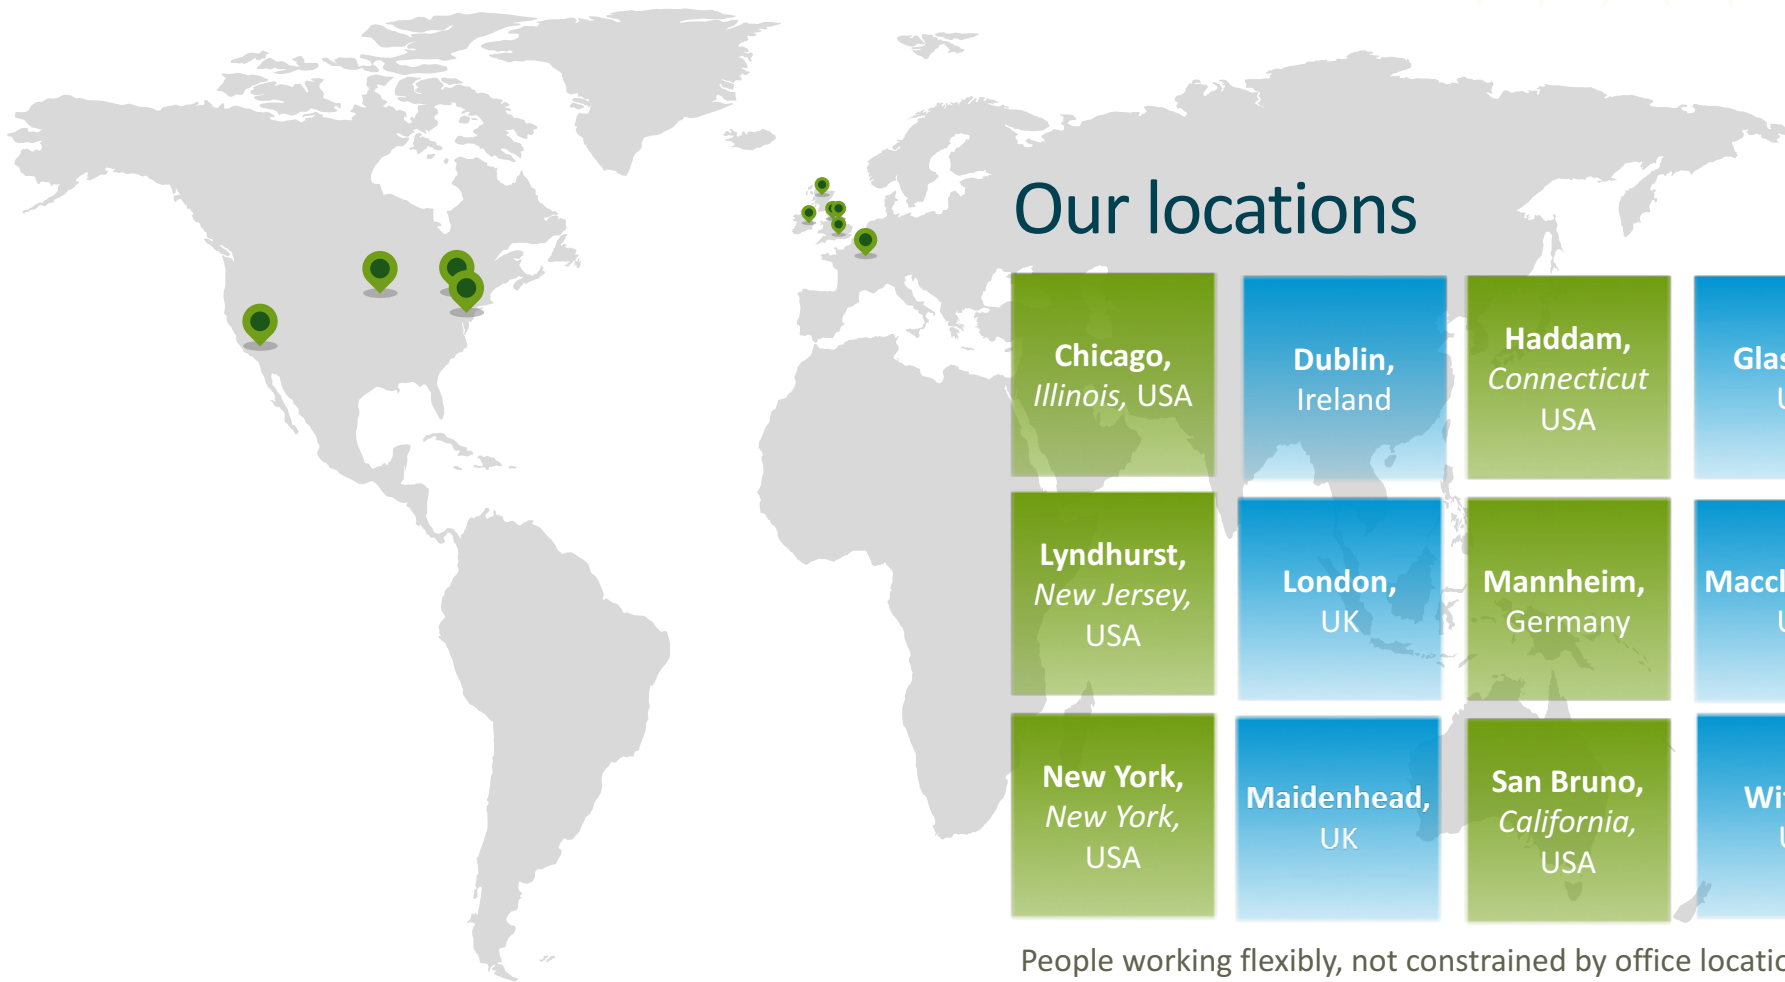 Our locations
Chicago,
Illinois, USA
Dublin,
Ireland
Haddam,
Connecticut
USA
Lyndhurst,
New Jersey,
USA
London,
UK
Mannheim,
Germany
New York,
New York,
USA
Maidenhead,
UK
San Bruno,
California,
USA
People working flexibly, not constrained by office